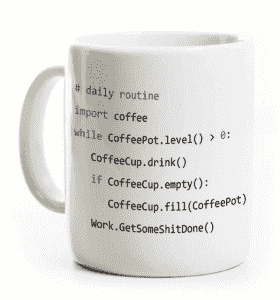 # daily routine
import coffee
while CoffeePot.level() > 0:
    CoffeeCup.drink()
    if CoffeeCup.empty():
        CoffeeCup.fill(CoffeePot)
    Work.GetSomeShitDone()